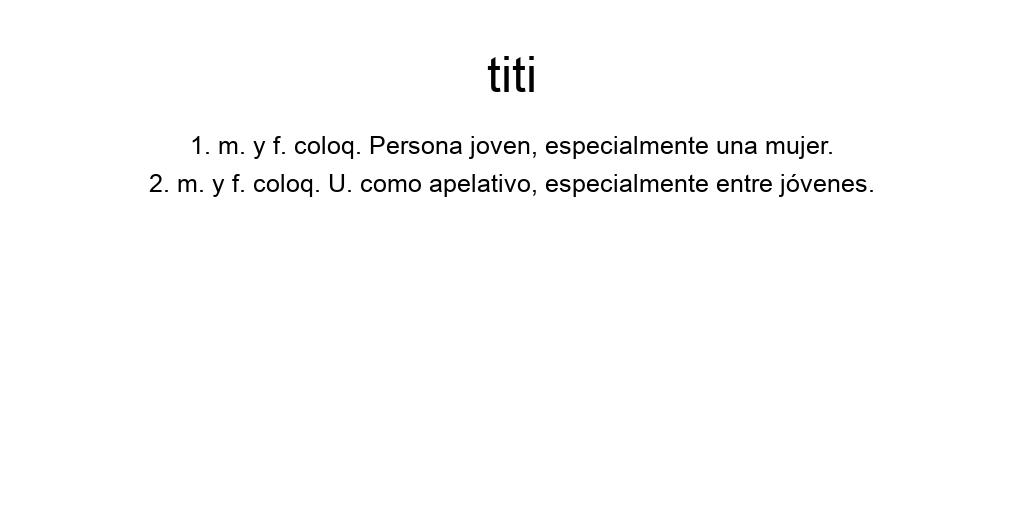 titi
1. m. y f. coloq. Persona joven, especialmente una mujer.
2. m. y f. coloq. U. como apelativo, especialmente entre jóvenes.